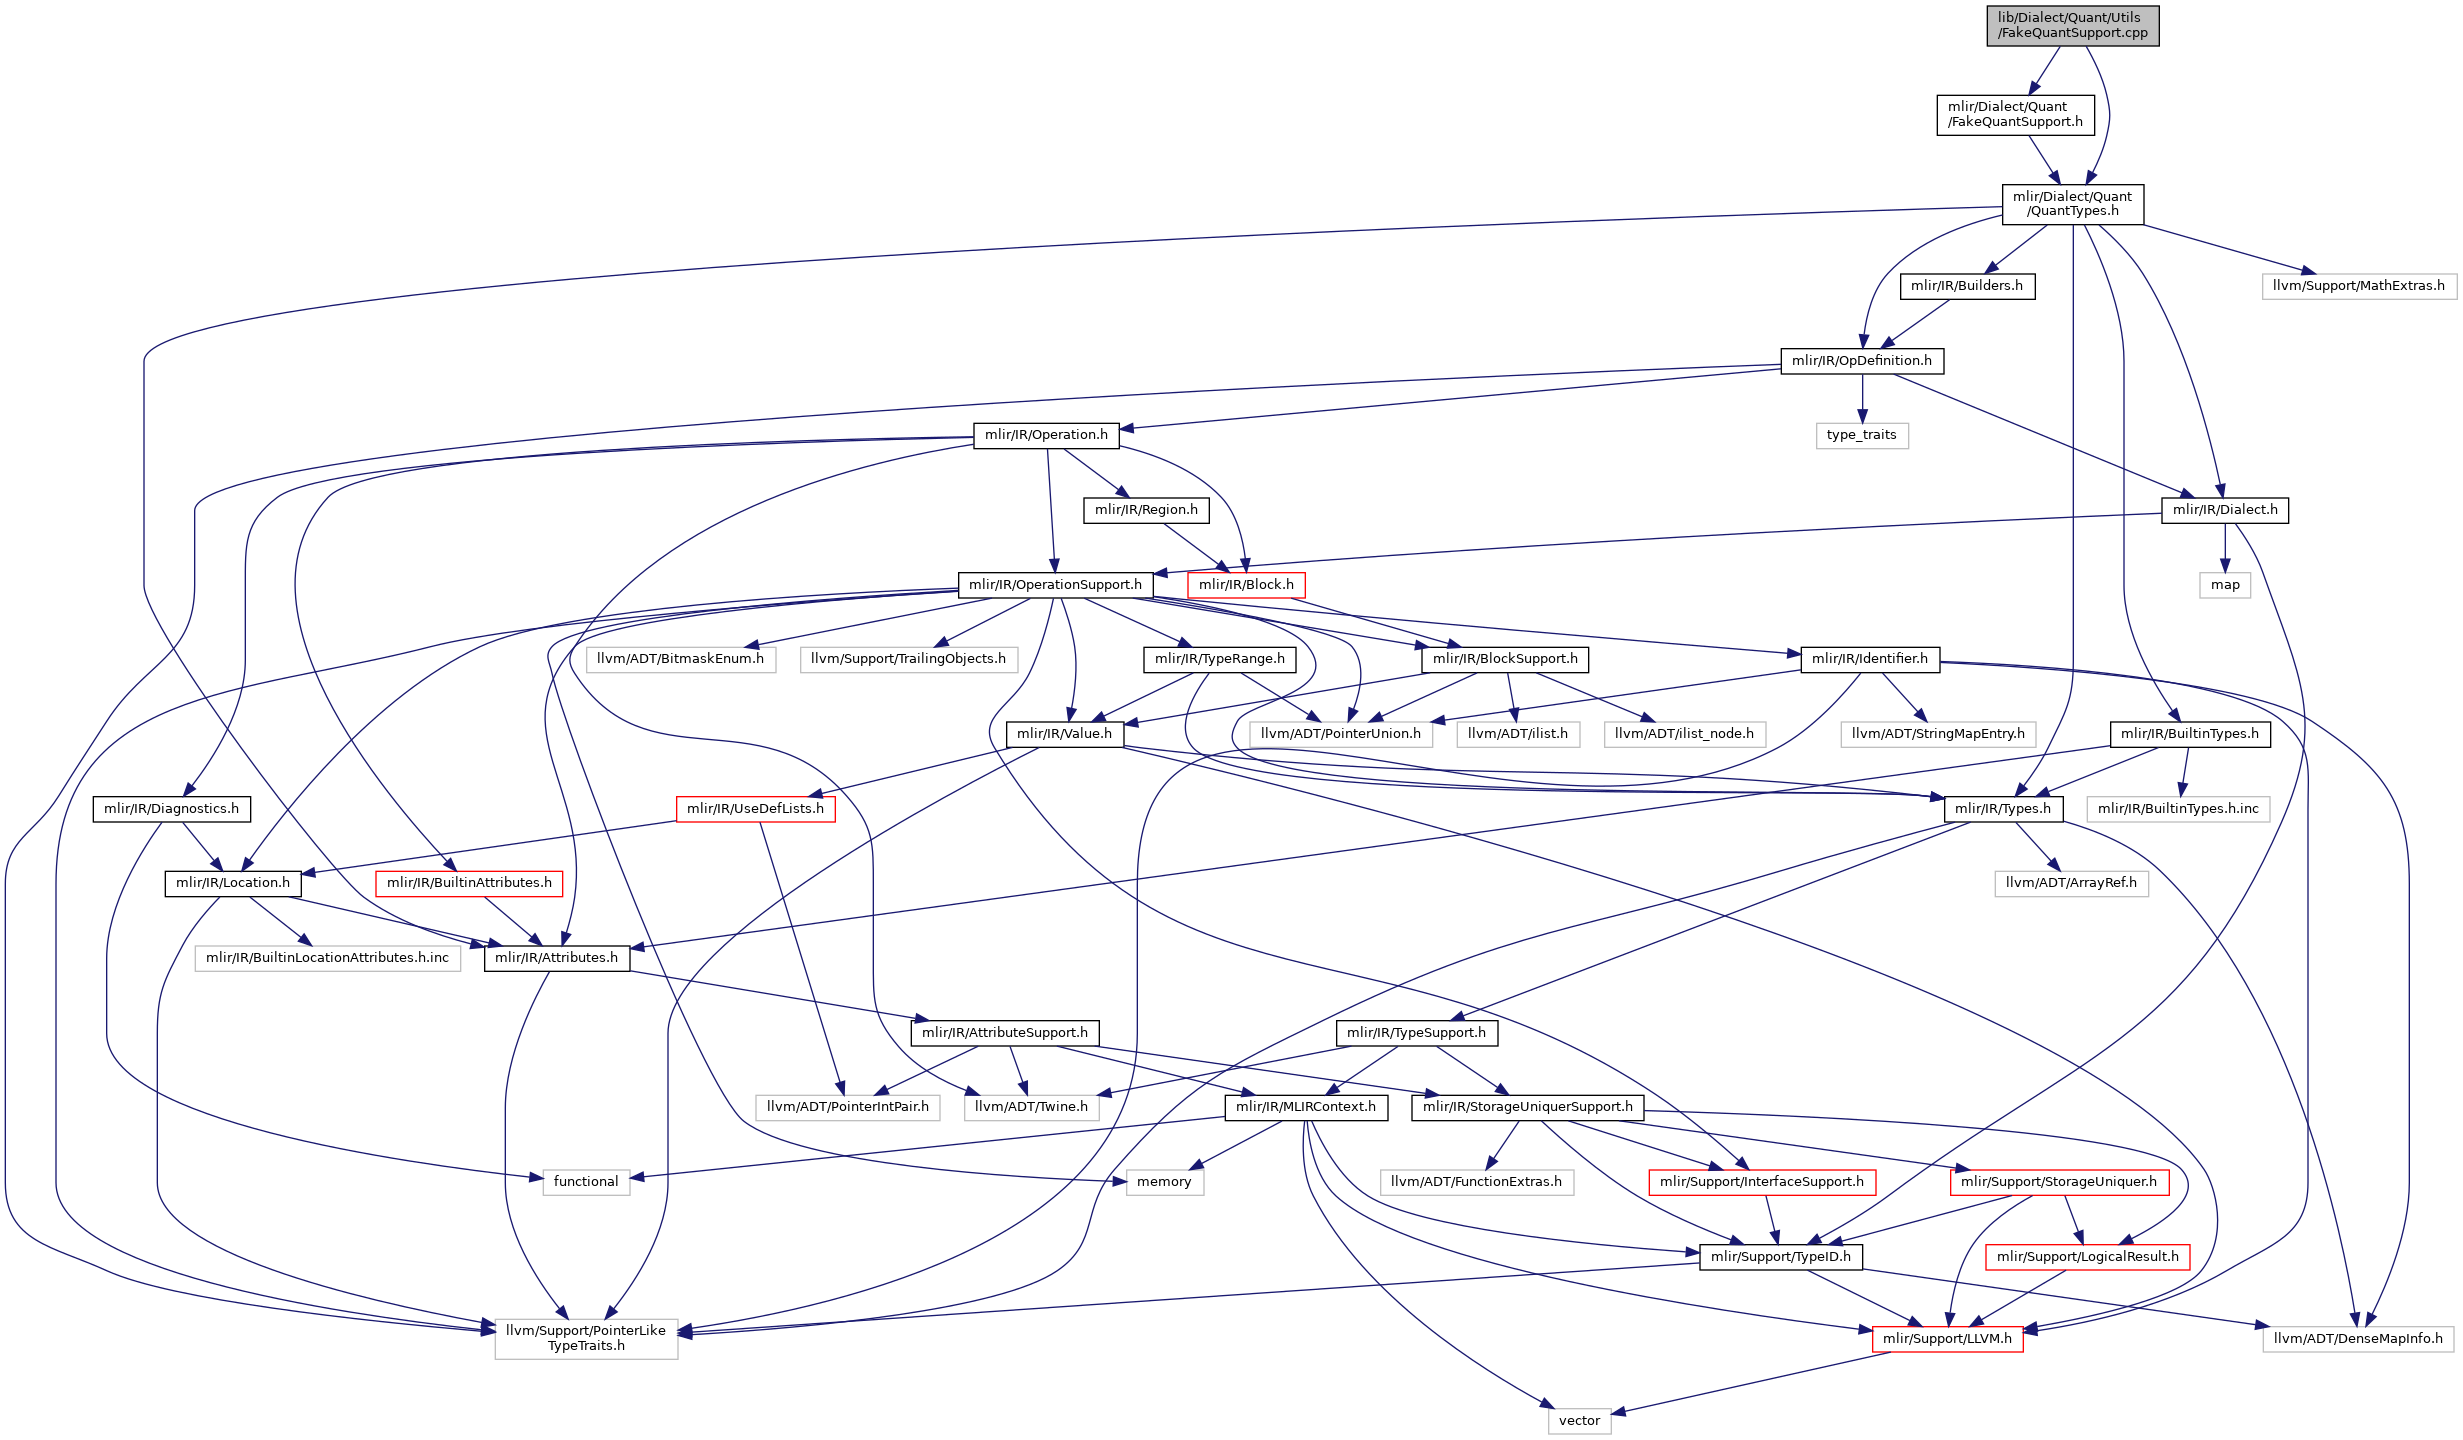 lib/Dialect/Quant/Utils
/FakeQuantSupport.cpp
mlir/Dialect/Quant
/FakeQuantSupport.h
mlir/Dialect/Quant
/QuantTypes.h
mlir/IR/Builders.h
llvm/Support/MathExtras.h
mlir/IR/OpDefinition.h
mlir/IR/Operation.h
type_traits
mlir/IR/Region.h
mlir/IR/Dialect.h
mlir/IR/OperationSupport.h
mlir/IR/Block.h
map
llvm/ADT/BitmaskEnum.h
llvm/Support/TrailingObjects.h
mlir/IR/TypeRange.h
mlir/IR/BlockSupport.h
mlir/IR/Identifier.h
mlir/IR/Value.h
llvm/ADT/PointerUnion.h
llvm/ADT/ilist.h
llvm/ADT/ilist_node.h
llvm/ADT/StringMapEntry.h
mlir/IR/BuiltinTypes.h
mlir/IR/Diagnostics.h
mlir/IR/UseDefLists.h
mlir/IR/Types.h
mlir/IR/BuiltinTypes.h.inc
mlir/IR/Location.h
mlir/IR/BuiltinAttributes.h
llvm/ADT/ArrayRef.h
mlir/IR/BuiltinLocationAttributes.h.inc
mlir/IR/Attributes.h
mlir/IR/AttributeSupport.h
mlir/IR/TypeSupport.h
llvm/ADT/PointerIntPair.h
llvm/ADT/Twine.h
mlir/IR/MLIRContext.h
mlir/IR/StorageUniquerSupport.h
functional
memory
llvm/ADT/FunctionExtras.h
mlir/Support/InterfaceSupport.h
mlir/Support/StorageUniquer.h
mlir/Support/TypeID.h
mlir/Support/LogicalResult.h
llvm/Support/PointerLike
TypeTraits.h
mlir/Support/LLVM.h
llvm/ADT/DenseMapInfo.h
vector